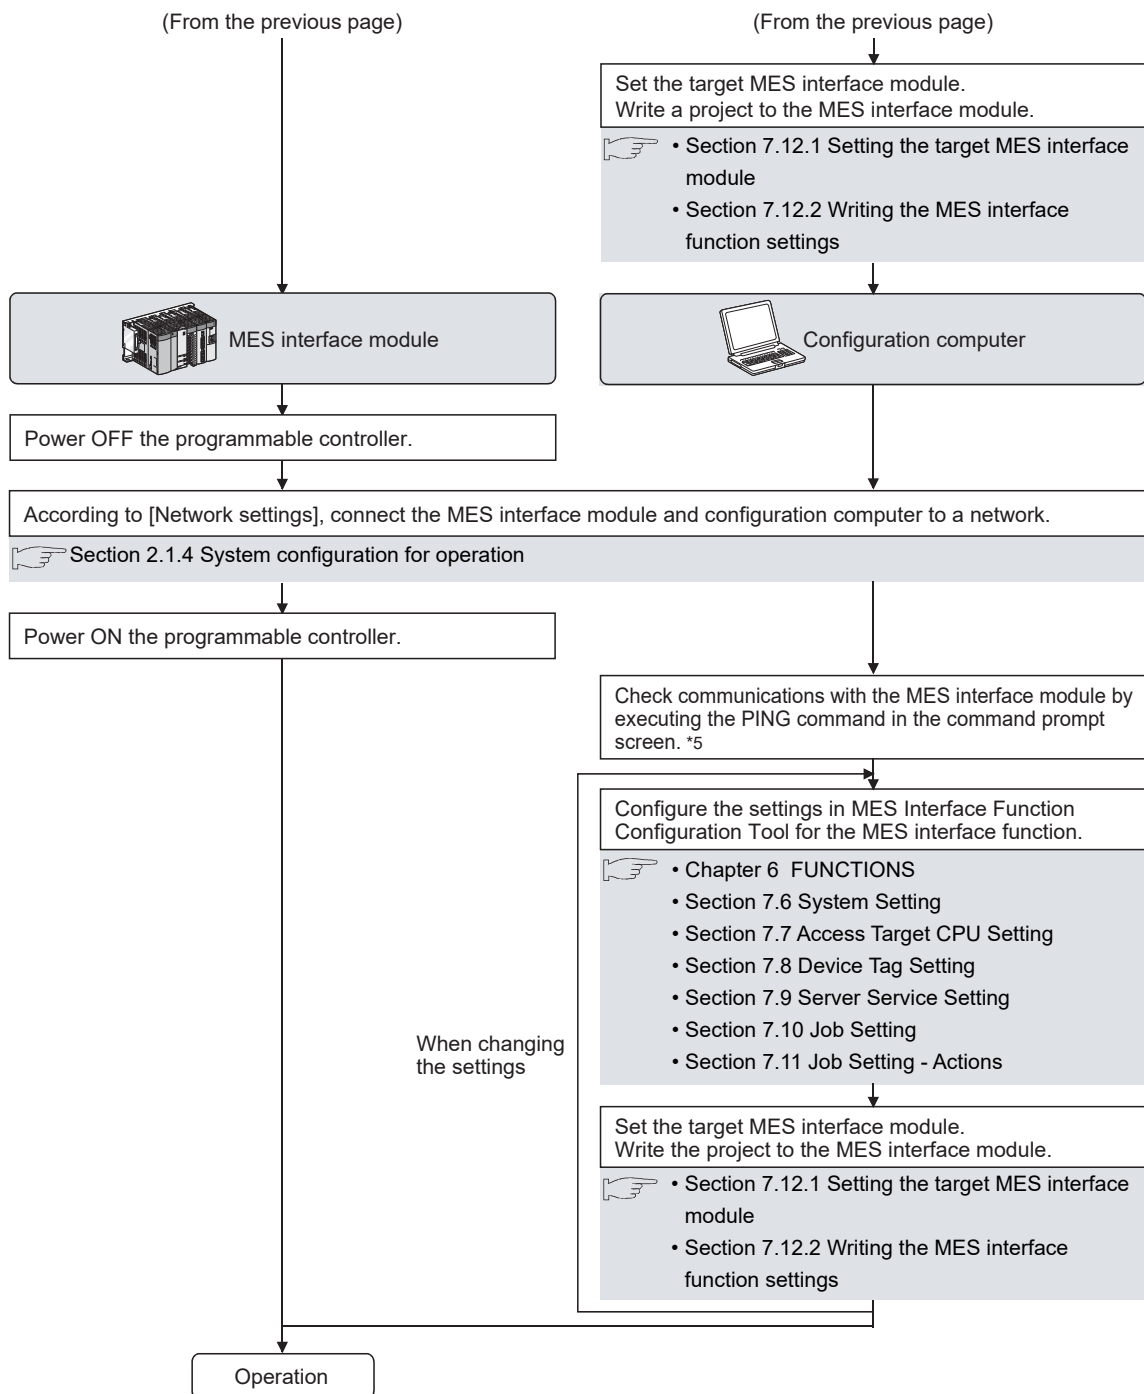 (From the previous page)
(From the previous page)
Set the target MES interface module.
Write a project to the MES interface module.
• Section 7.12.1 Setting the target MES interface
module
• Section 7.12.2 Writing the MES interface
function settings
MES interface module
Configuration computer
Power OFF the programmable controller.
According to [Network settings], connect the MES interface module and configuration computer to a network.
Section 2.1.4 System configuration for operation
Power ON the programmable controller.
Check communications with the MES interface module by
executing the PING command in the command prompt
screen. *5
Configure the settings in MES Interface Function
Configuration Tool for the MES interface function.
• Chapter 6 FUNCTIONS
• Section 7.6 System Setting
• Section 7.7 Access Target CPU Setting
• Section 7.8 Device Tag Setting
• Section 7.9 Server Service Setting
• Section 7.10 Job Setting
• Section 7.11 Job Setting - Actions
When changing
the settings
Set the target MES interface module.
Write the project to the MES interface module.
• Section 7.12.1 Setting the target MES interface
module
• Section 7.12.2 Writing the MES interface
function settings
Operation